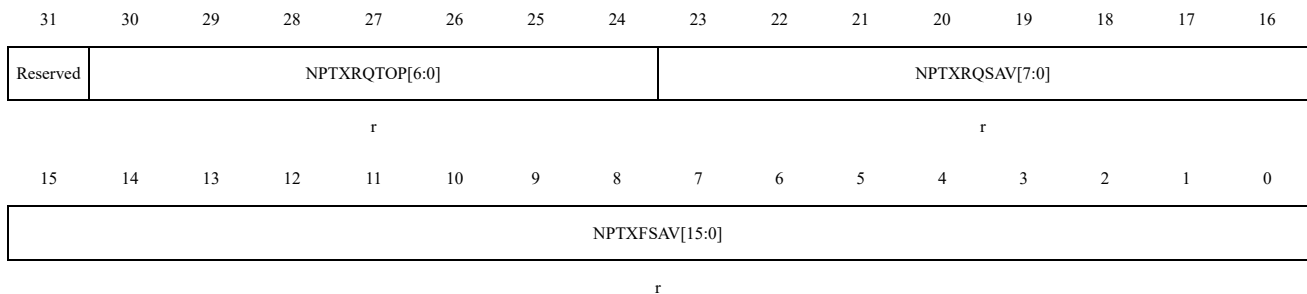 31 30 29 28 27 26 25 24 23 22 21 20 19 18 17 16
Reserved NPTXRQTOP[6:0] NPTXRQSAV[7:0]
r r
15 14 13 12 11 10 9 8 7 6 5 4 3 2 1 0
NPTXFSAV[15:0]
r